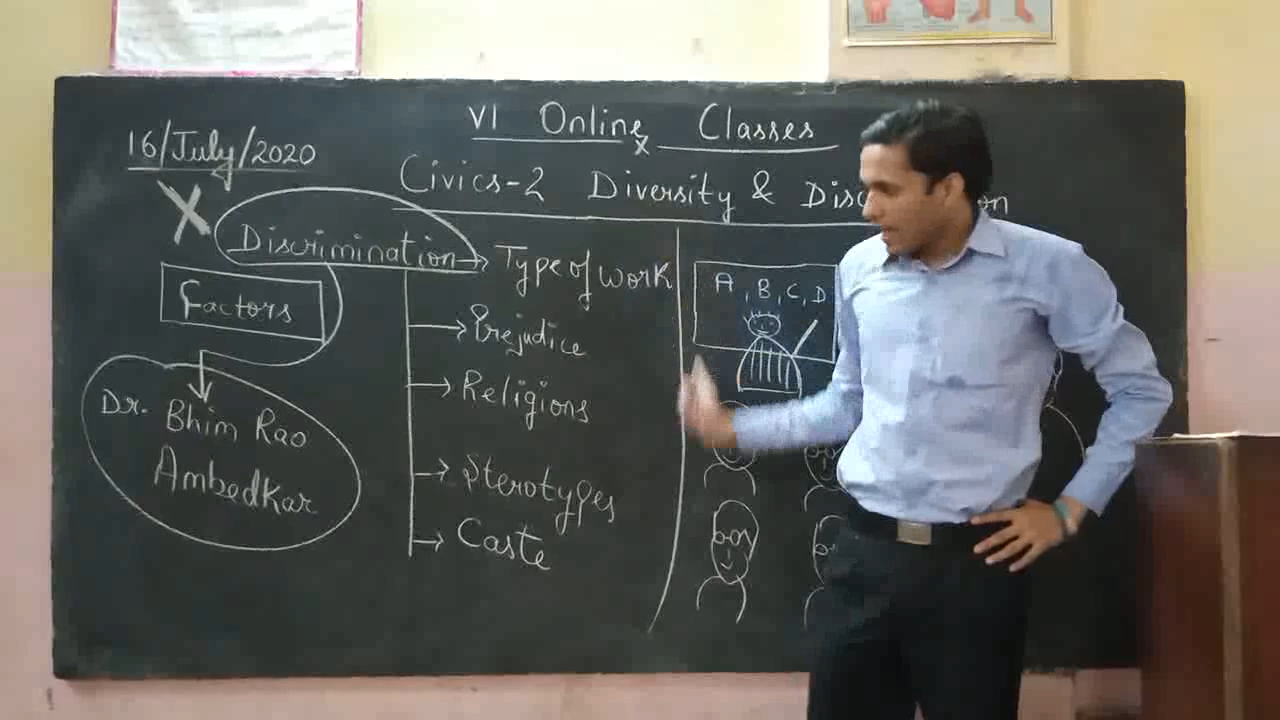 VI Online Classes
16/July/2020
Civics-2 Diversity & Disc on
Discrimination
Factors
Dr. Bhim Rao
Ambedkar
Type of work
Prejudice
Religions
Sterotypes
Caste
A, B, C, D